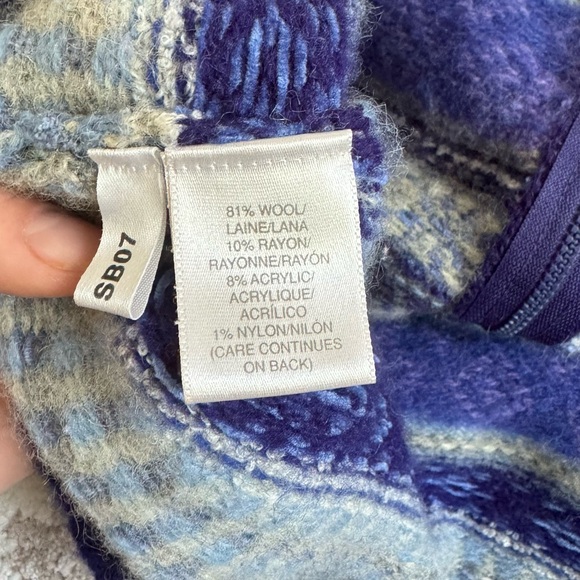 SB07
81% WOOL/
LAINE/LANA
10% RAYON/
RAYONNE/RAYÓN
8% ACRYLIC/
ACRYLIQUE/
ACRÍLICO
1% NYLON/NILÓN
(CARE CONTINUES
ON BACK)